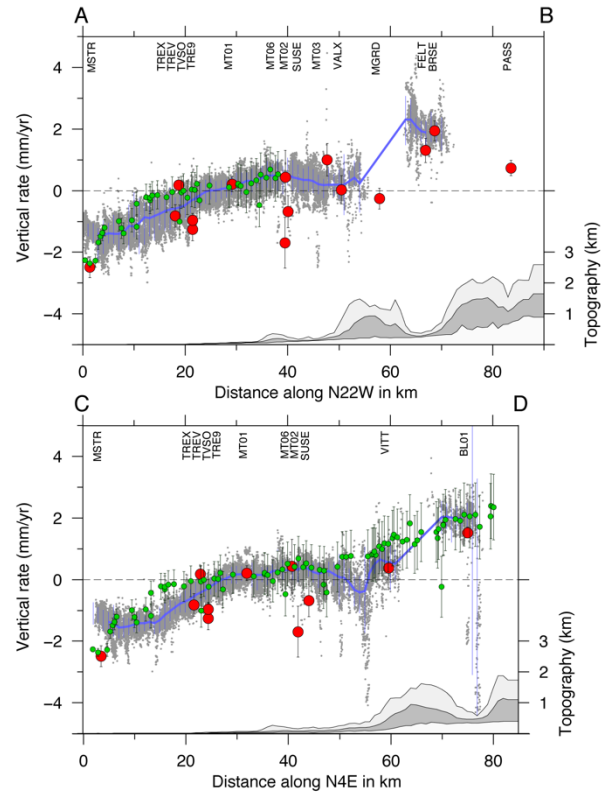 A B
MSTR TREX TREV TVSO TRE9 MT01 MT06 MT02 SUSE MT03 VALX MGRD FELT BRSE PASS
Vertical rate (mm/yr)
4
2
0
−2
−4
3
2
1
Topography (km)
0 20 40 60 80
Distance along N22W in km
C D
MSTR TREX TREV TVSO TRE9 MT01 MT06 MT02 SUSE VITT BL01
Vertical rate (mm/yr)
4
2
0
−2
−4
3
2
1
Topography (km)
0 20 40 60 80
Distance along N4E in km